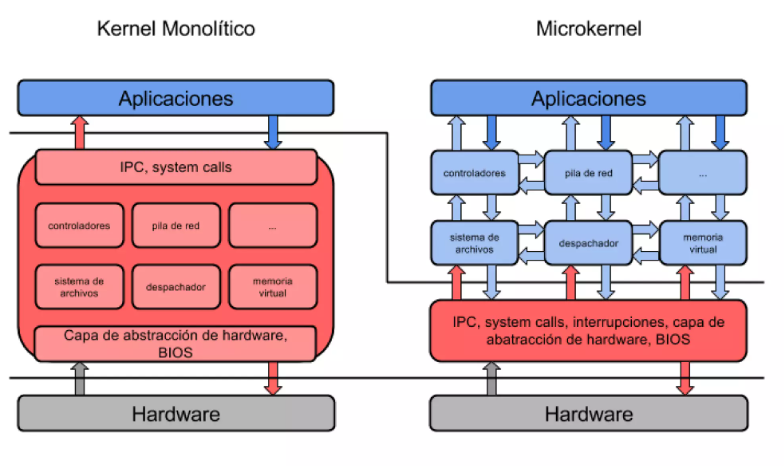 Kernel Monolítico
Aplicaciones
IPC, system calls
controladores
pila de red
...
sistema de
archivos
despachador
memoria
virtual
Capa de abstracción de hardware,
BIOS
Hardware
Microkernel
Aplicaciones
controladores
pila de red
...
sistema de
archivos
despachador
memoria
virtual
IPC, system calls, interrupciones, capa de
abatracción de hardware, BIOS
Hardware